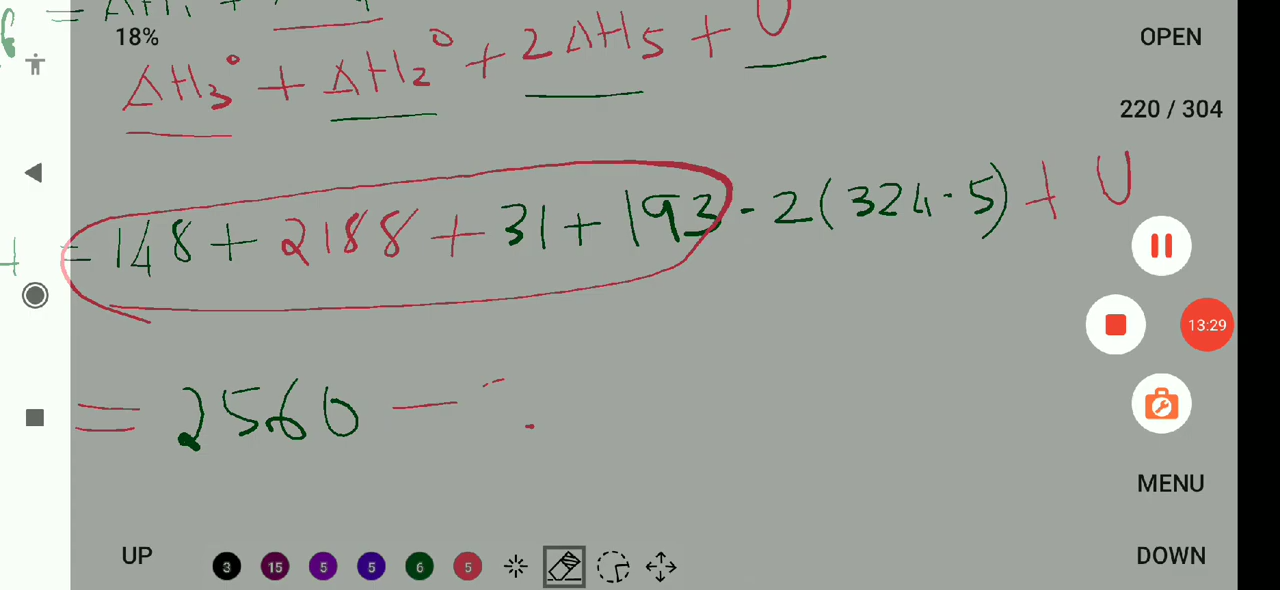 18%
OPEN
ΔH₃° + ΔH₂° + 2ΔH₅ + U
220 / 304
= 148 + 2188 + 31 + 193 - 2(324.5) + U
13:29
= 2560 -
MENU
UP
3 15 5 5 6 5
DOWN